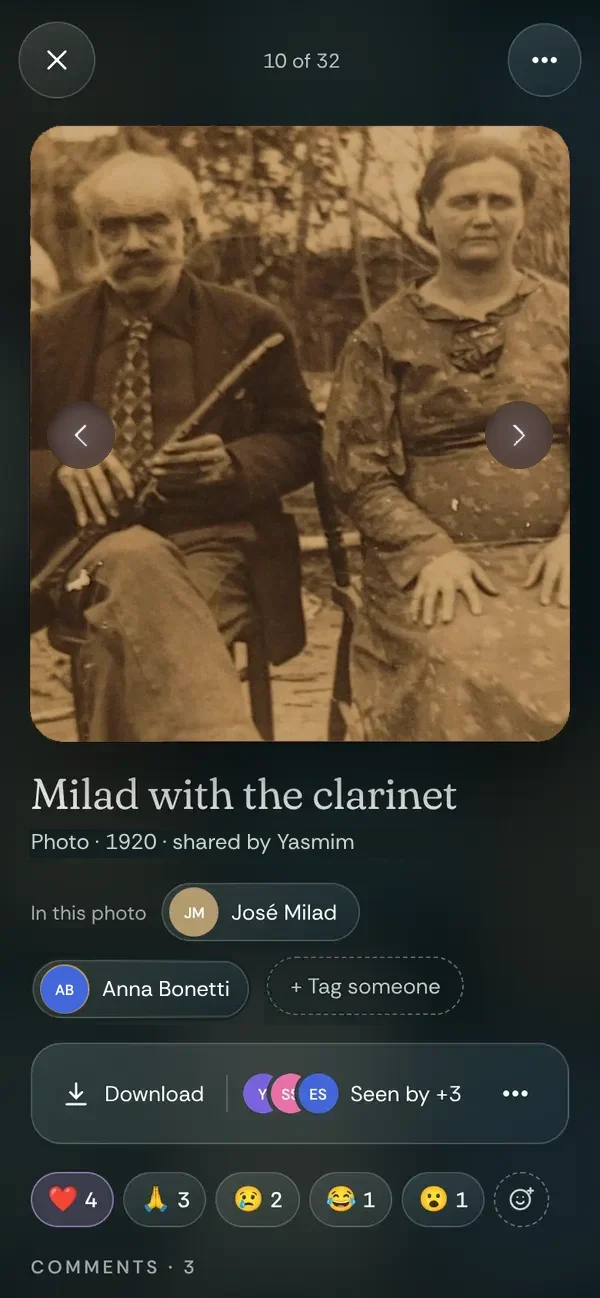 10 of 32
Milad with the clarinet
Photo · 1920 · shared by Yasmim
In this photo
JM José Milad
AB Anna Bonetti
+ Tag someone
Download
Y SS ES Seen by +3
❤️ 4 🙏 3 😢 2 😂 1 😮 1
COMMENTS · 3